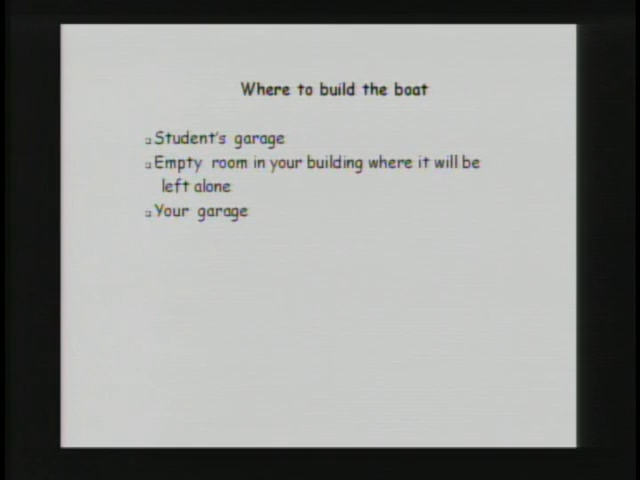 Where to build the boat
Student's garage
Empty room in your building where it will be
left alone
Your garage